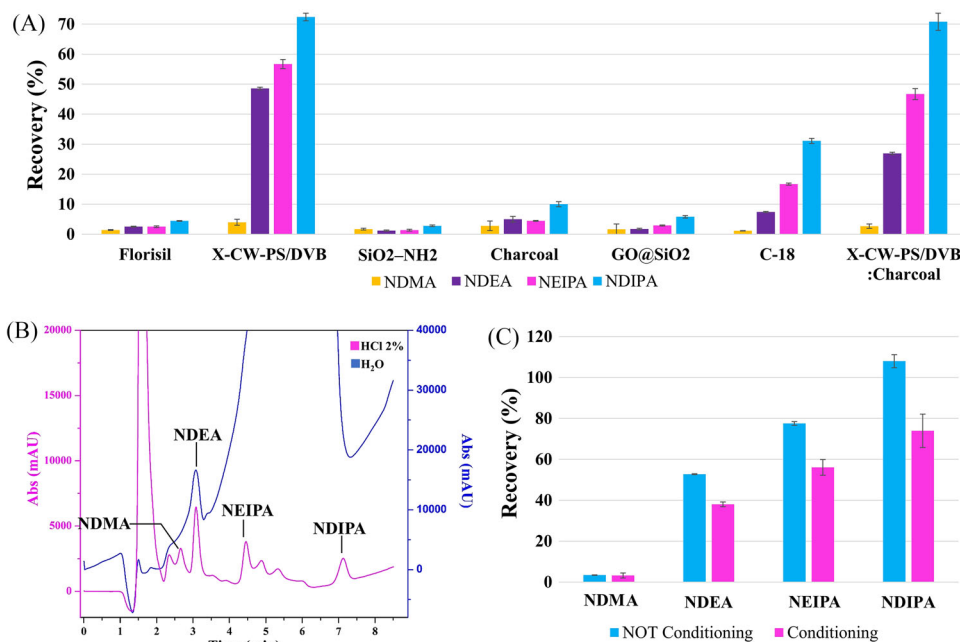 (A)
Recovery (%)
70
60
50
40
30
20
10
0
Florisil X-CW-PS/DVB SiO2–NH2 Charcoal GO@SiO2 C-18 X-CW-PS/DVB
:Charcoal
NDMA NDEA NEIPA NDIPA
(B)
Abs (mAU)
20000
15000
10000
5000
0
HCl 2%
H₂O
NDMA
NDEA
NEIPA
NDIPA
40000
30000
20000
10000
0
Abs (mAU)
0 1 2 3 4 5 6 7 8
(C)
Recovery (%)
120
100
80
60
40
20
0
NDMA NDEA NEIPA NDIPA
NOT Conditioning Conditioning